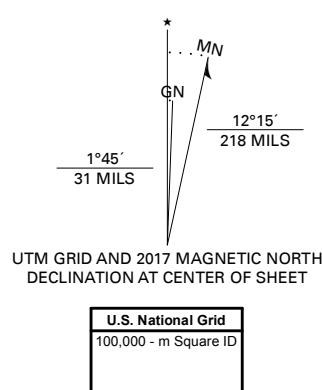 ★
MN
GN
12°15´
218 MILS
1°45´
31 MILS
UTM GRID AND 2017 MAGNETIC NORTH
DECLINATION AT CENTER OF SHEET
U.S. National Grid
100,000 - m Square ID